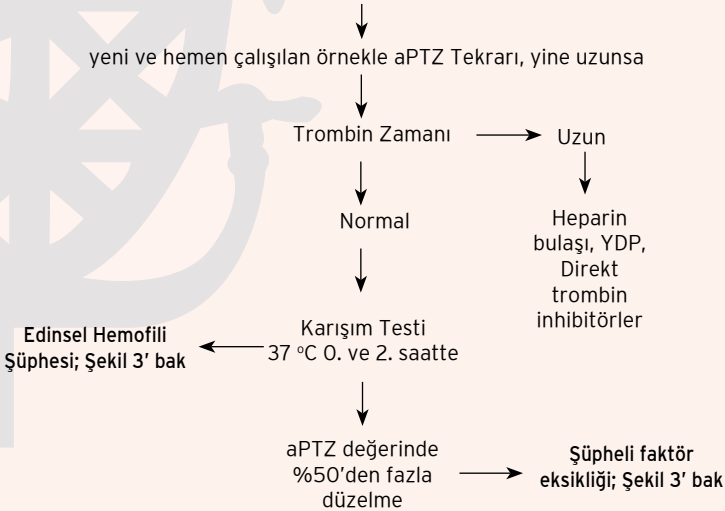 yeni ve hemen çalışılan örnekle aPTZ Tekrarı, yine uzunsa
Trombin Zamanı
Uzun
Normal
Heparin
bulaşı, YDP,
Direkt
trombin
inhibitörler
Edinsel Hemofili
Şüphesi; Şekil 3' bak
Karışım Testi
37 °C 0. ve 2. saatte
aPTZ değerinde
%50'den fazla
düzelme
Şüpheli faktör
eksikliği; Şekil 3' bak